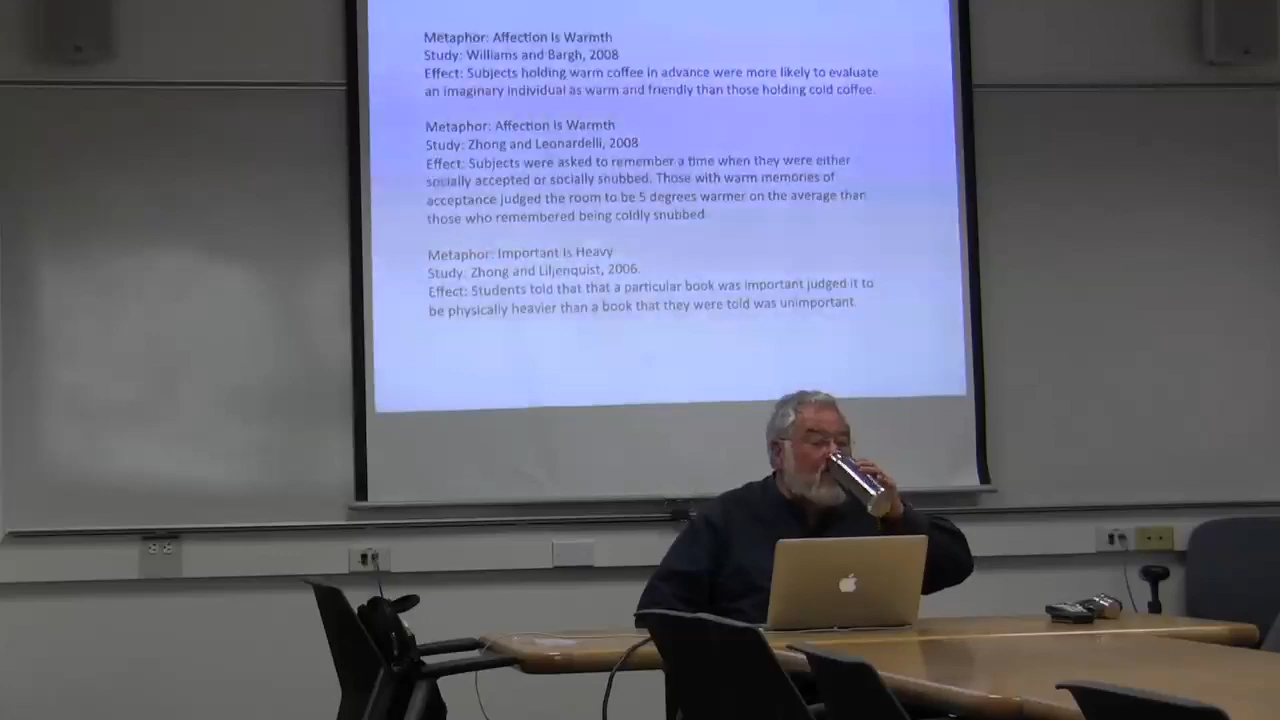 Metaphor: Affection Is Warmth
Study: Williams and Bargh, 2008
Effect: Subjects holding warm coffee in advance were more likely to evaluate
an imaginary individual as warm and friendly than those holding cold coffee.
Metaphor: Affection Is Warmth
Study: Zhong and Leonardelli, 2008
Effect: Subjects were asked to remember a time when they were either
socially accepted or socially snubbed. Those with warm memories of
acceptance judged the room to be 5 degrees warmer on the average than
those who remembered being coldly snubbed.
Metaphor: Important Is Heavy
Study: Zhong and Liljenquist, 2006.
Effect: Students told that that a particular book was important judged it to
be physically heavier than a book that they were told was unimportant.